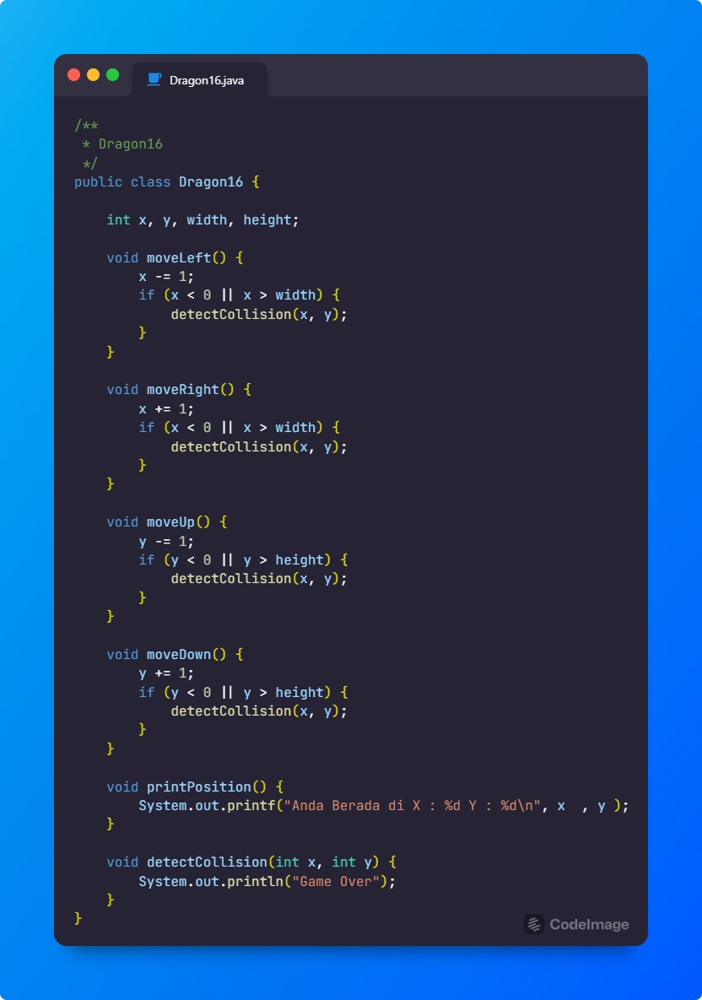 Dragon16.java
/**
 * Dragon16
 */
public class Dragon16 {
    int x, y, width, height;
    void moveLeft() {
        x -= 1;
        if (x < 0 || x > width) {
            detectCollision(x, y);
        }
    }
    void moveRight() {
        x += 1;
        if (x < 0 || x > width) {
            detectCollision(x, y);
        }
    }
    void moveUp() {
        y -= 1;
        if (y < 0 || y > height) {
            detectCollision(x, y);
        }
    }
    void moveDown() {
        y += 1;
        if (y < 0 || y > height) {
            detectCollision(x, y);
        }
    }
    void printPosition() {
        System.out.printf("Anda Berada di X : %d Y : %d\n", x  , y );
    }
    void detectCollision(int x, int y) {
        System.out.println("Game Over");
    }
}
CodeImage